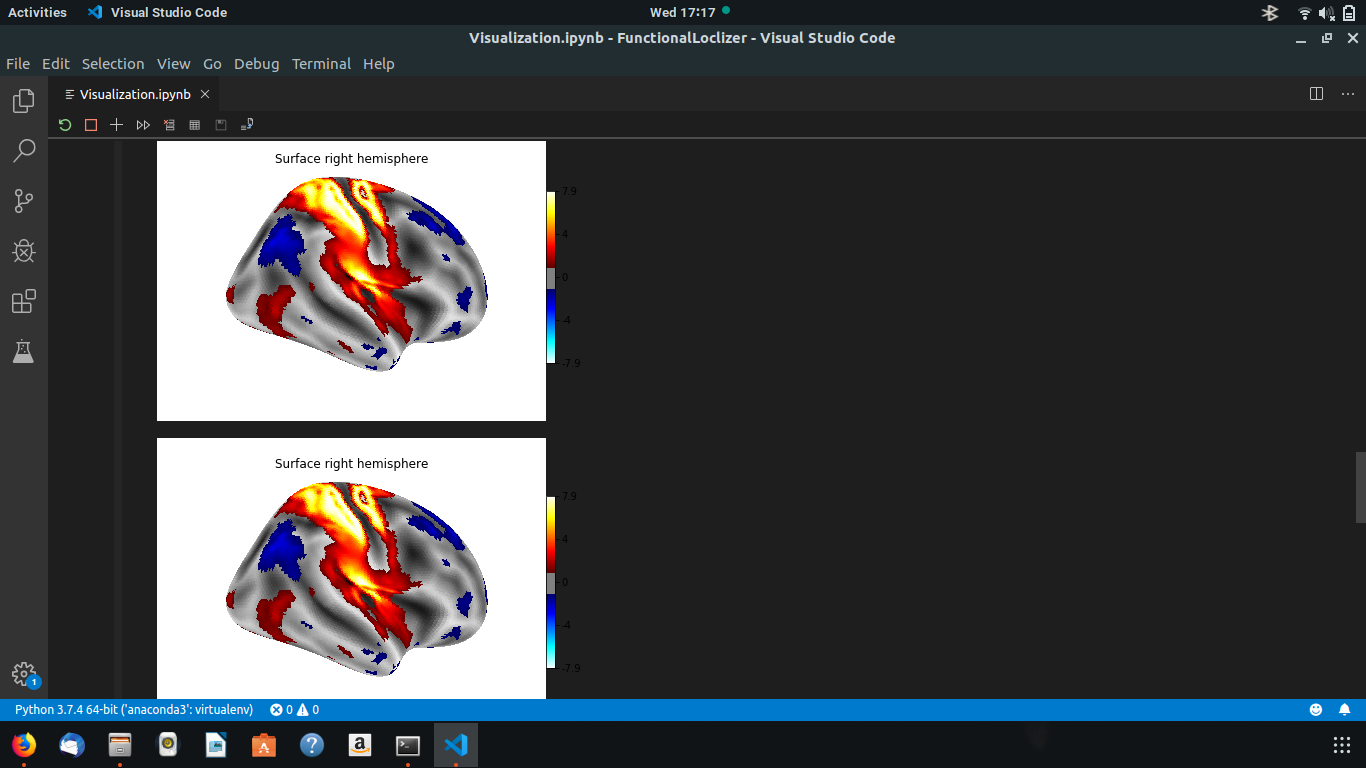 Activities Visual Studio Code Wed 17:17
Visualization.ipynb - FunctionalLoclizer - Visual Studio Code
File Edit Selection View Go Debug Terminal Help
Visualization.ipynb
Surface right hemisphere
7.9
4
0
-4
-7.9
Surface right hemisphere
7.9
4
0
-4
-7.9
1
Python 3.7.4 64-bit ('anaconda3': virtualenv) 0 0